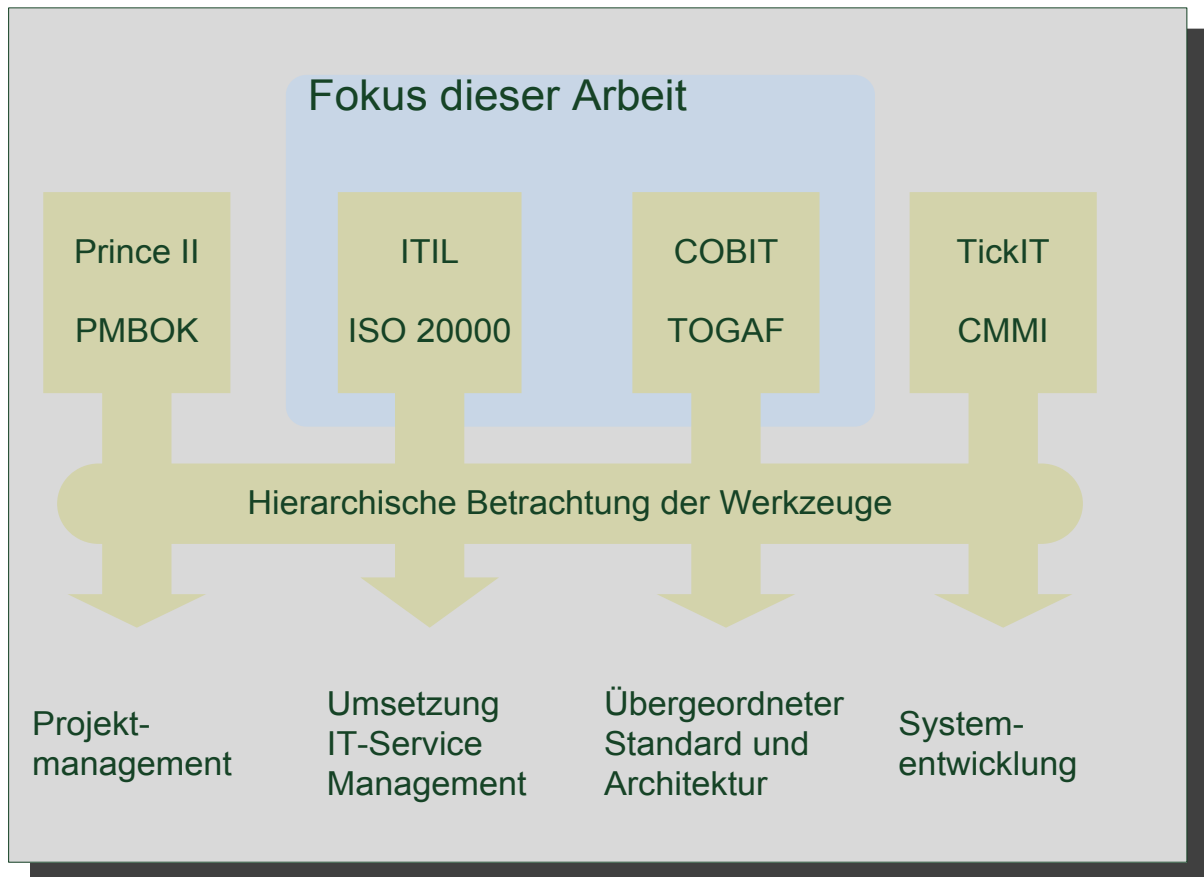 Fokus dieser Arbeit
Prince II
PMBOK
ITIL
ISO 20000
COBIT
TOGAF
TickIT
CMMI
Hierarchische Betrachtung der Werkzeuge
Projekt-
management
Umsetzung
IT-Service
Management
Übergeordneter
Standard und
Architektur
System-
entwicklung